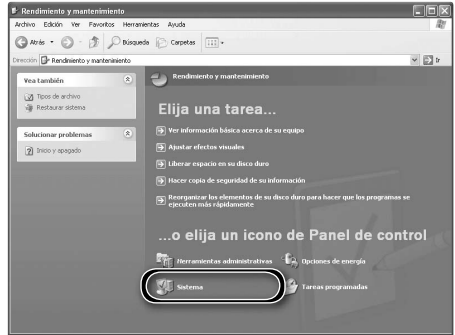 Rendimiento y mantenimiento
Archivo Edición Ver Favoritos Herramientas Ayuda
Atrás Búsqueda Carpetas
Dirección Rendimiento y mantenimiento Ir
Vea también
Tipos de archivo
Restaurar sistema
Solucionar problemas
Inicio y apagado
Rendimiento y mantenimiento
Elija una tarea...
Ver información básica acerca de su equipo
Ajustar efectos visuales
Liberar espacio en su disco duro
Hacer copia de seguridad de su información
Reorganizar los elementos de su disco duro para hacer que los programas se
ejecuten más rápidamente
...o elija un icono de Panel de control
Herramientas administrativas Opciones de energía
Sistema Tareas programadas